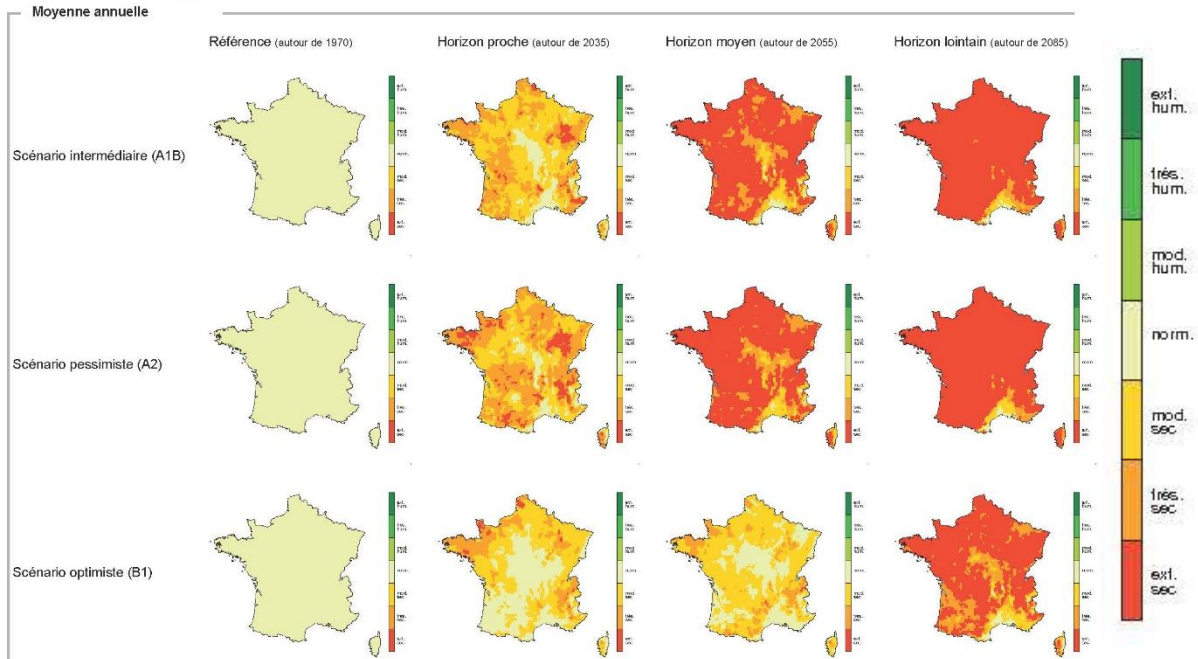 Moyenne annuelle
Référence (autour de 1970)
Horizon proche (autour de 2035)
Horizon moyen (autour de 2055)
Horizon lointain (autour de 2085)
Scénario intermédiaire (A1B)
Scénario pessimiste (A2)
Scénario optimiste (B1)
ext.
hum.
très.
hum.
mod.
hum.
norm.
mod.
sec
très.
sec
ext.
sec